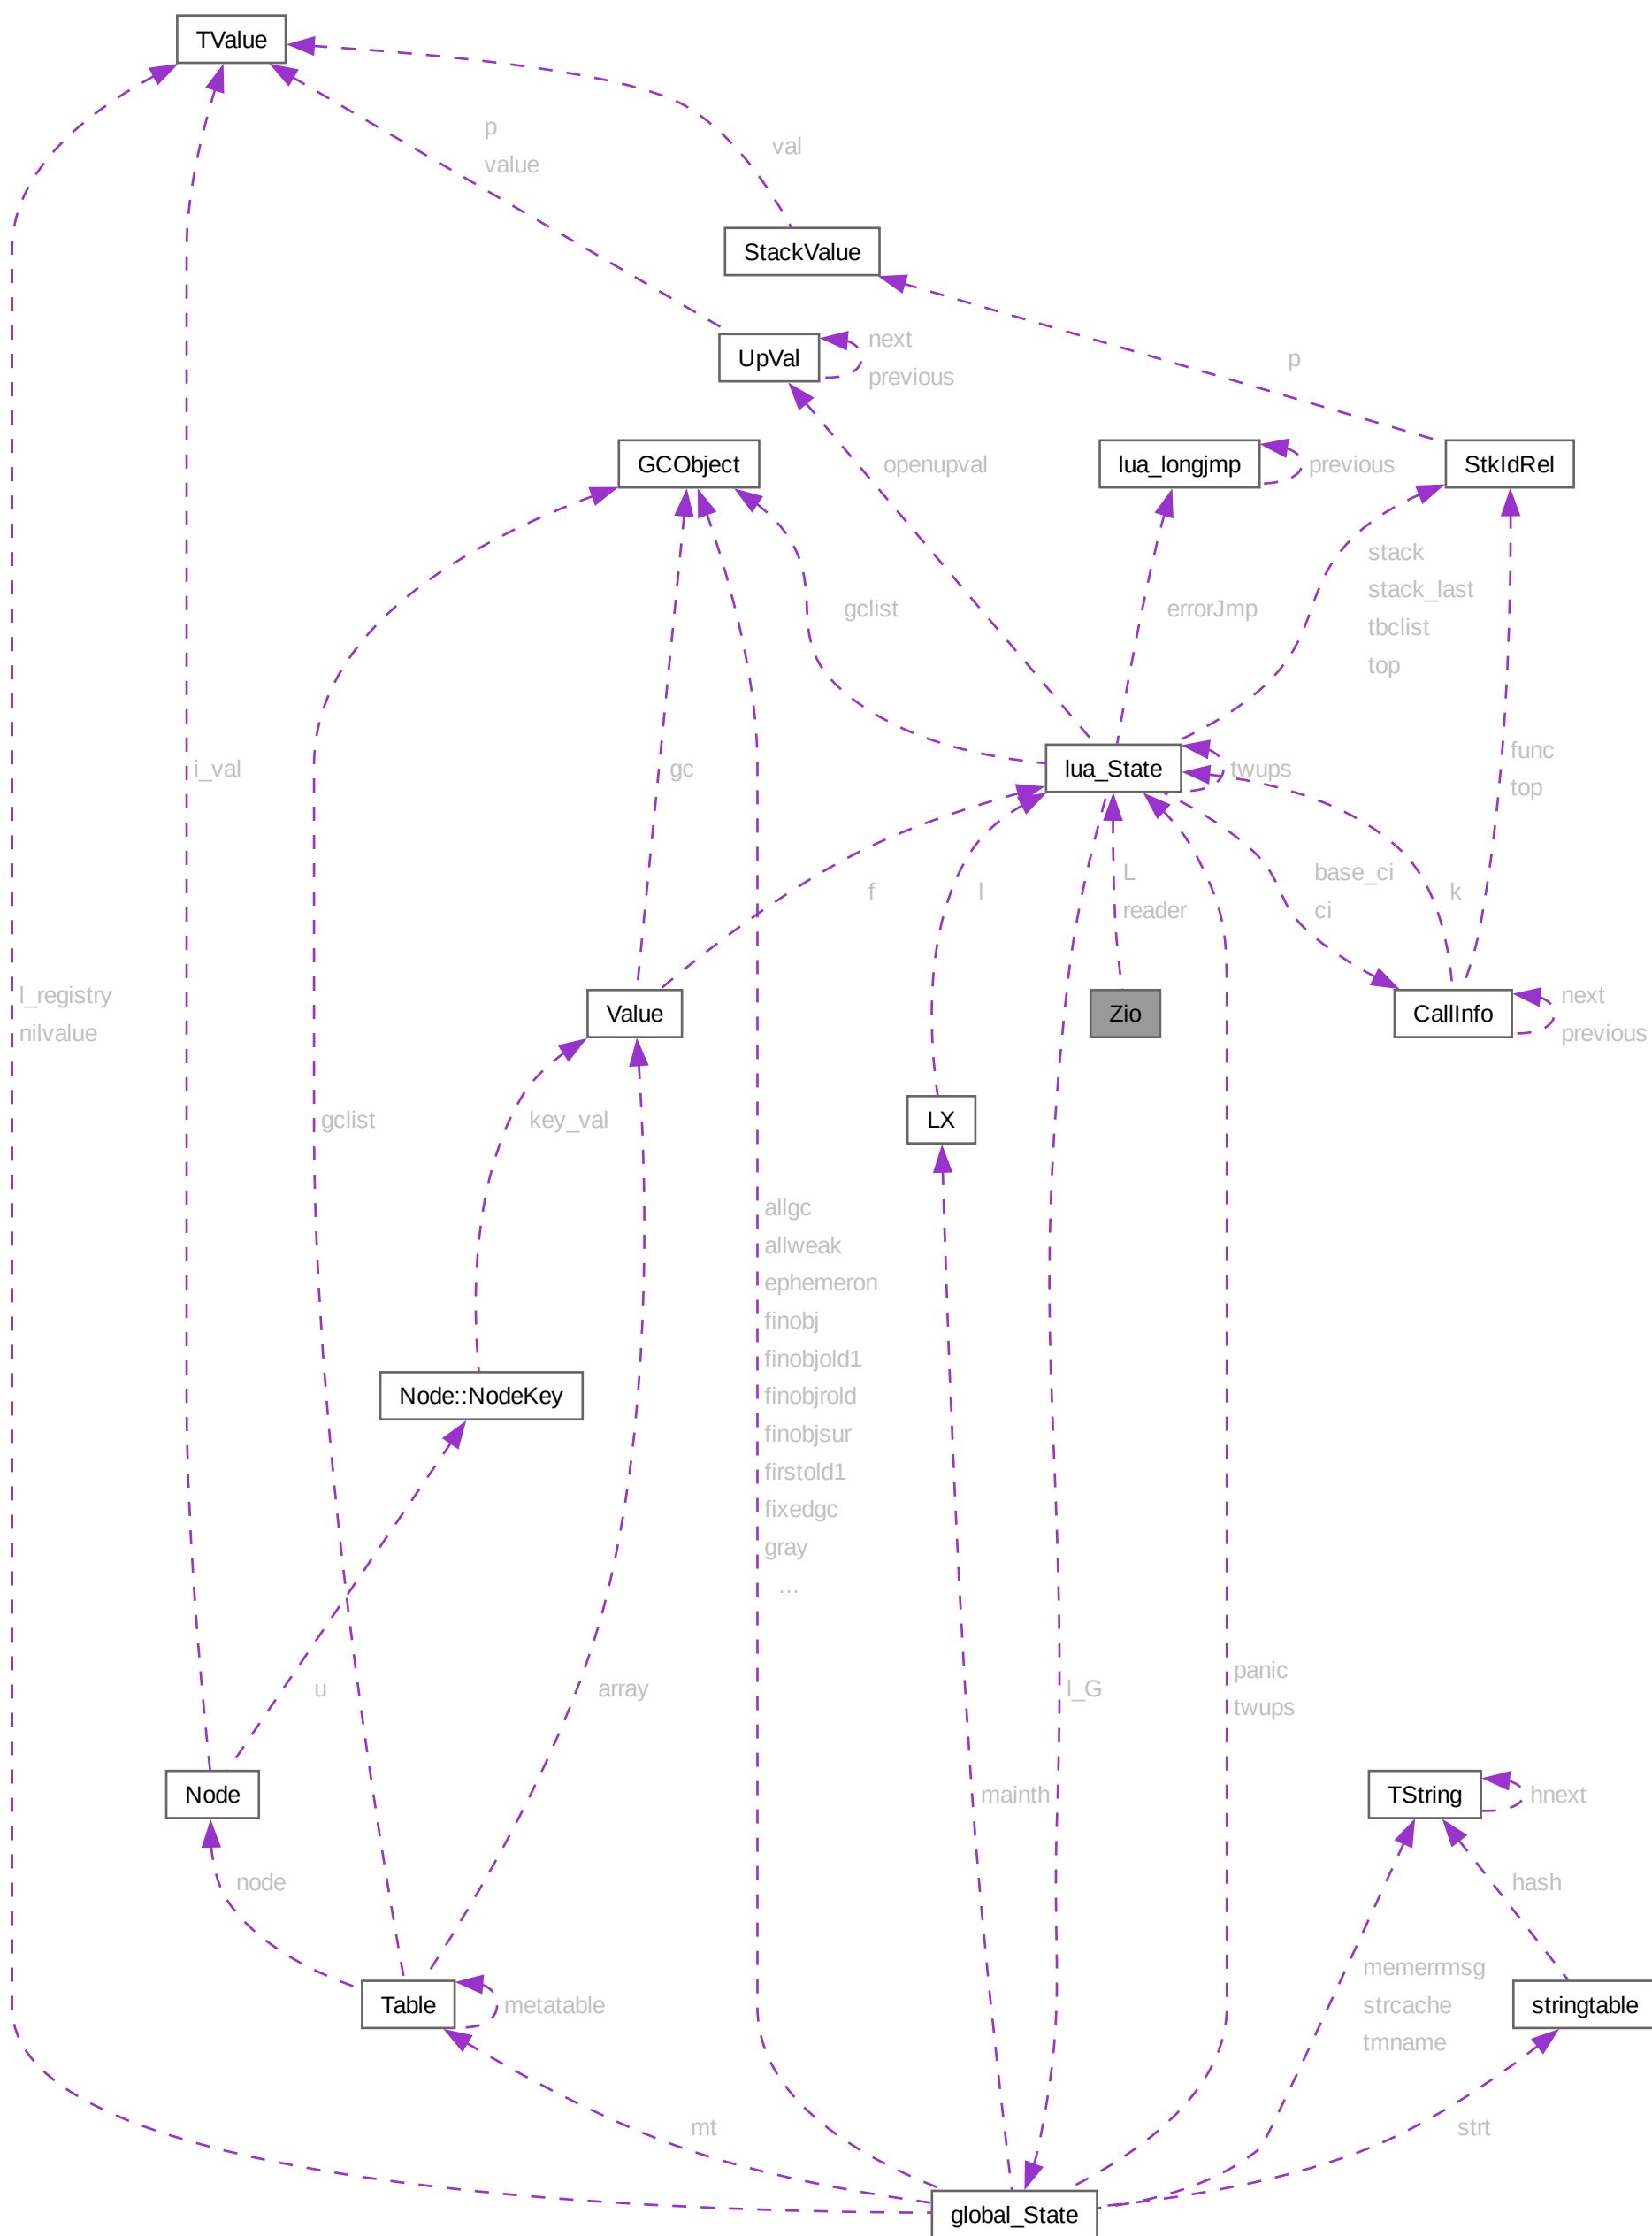 TValue
p
value
val
StackValue
next
previous
UpVal
p
GCObject
openupval
lua_longjmp
previous
StkIdRel
stack
stack_last
tbclist
top
gclist
errorJmp
i_val
gc
lua_State
twups
func
top
f
l
L
reader
base_ci
ci
k
l_registry
nilvalue
Value
Zio
CallInfo
next
previous
gclist
key_val
LX
allgc
allweak
ephemeron
finobj
finobjold1
finobjrold
finobjsur
firstold1
fixedgc
gray
...
Node::NodeKey
u
array
l_G
panic
twups
Node
mainth
TString
hnext
node
hash
Table
metatable
memerrmsg
strcache
tmname
stringtable
mt
strt
global_State